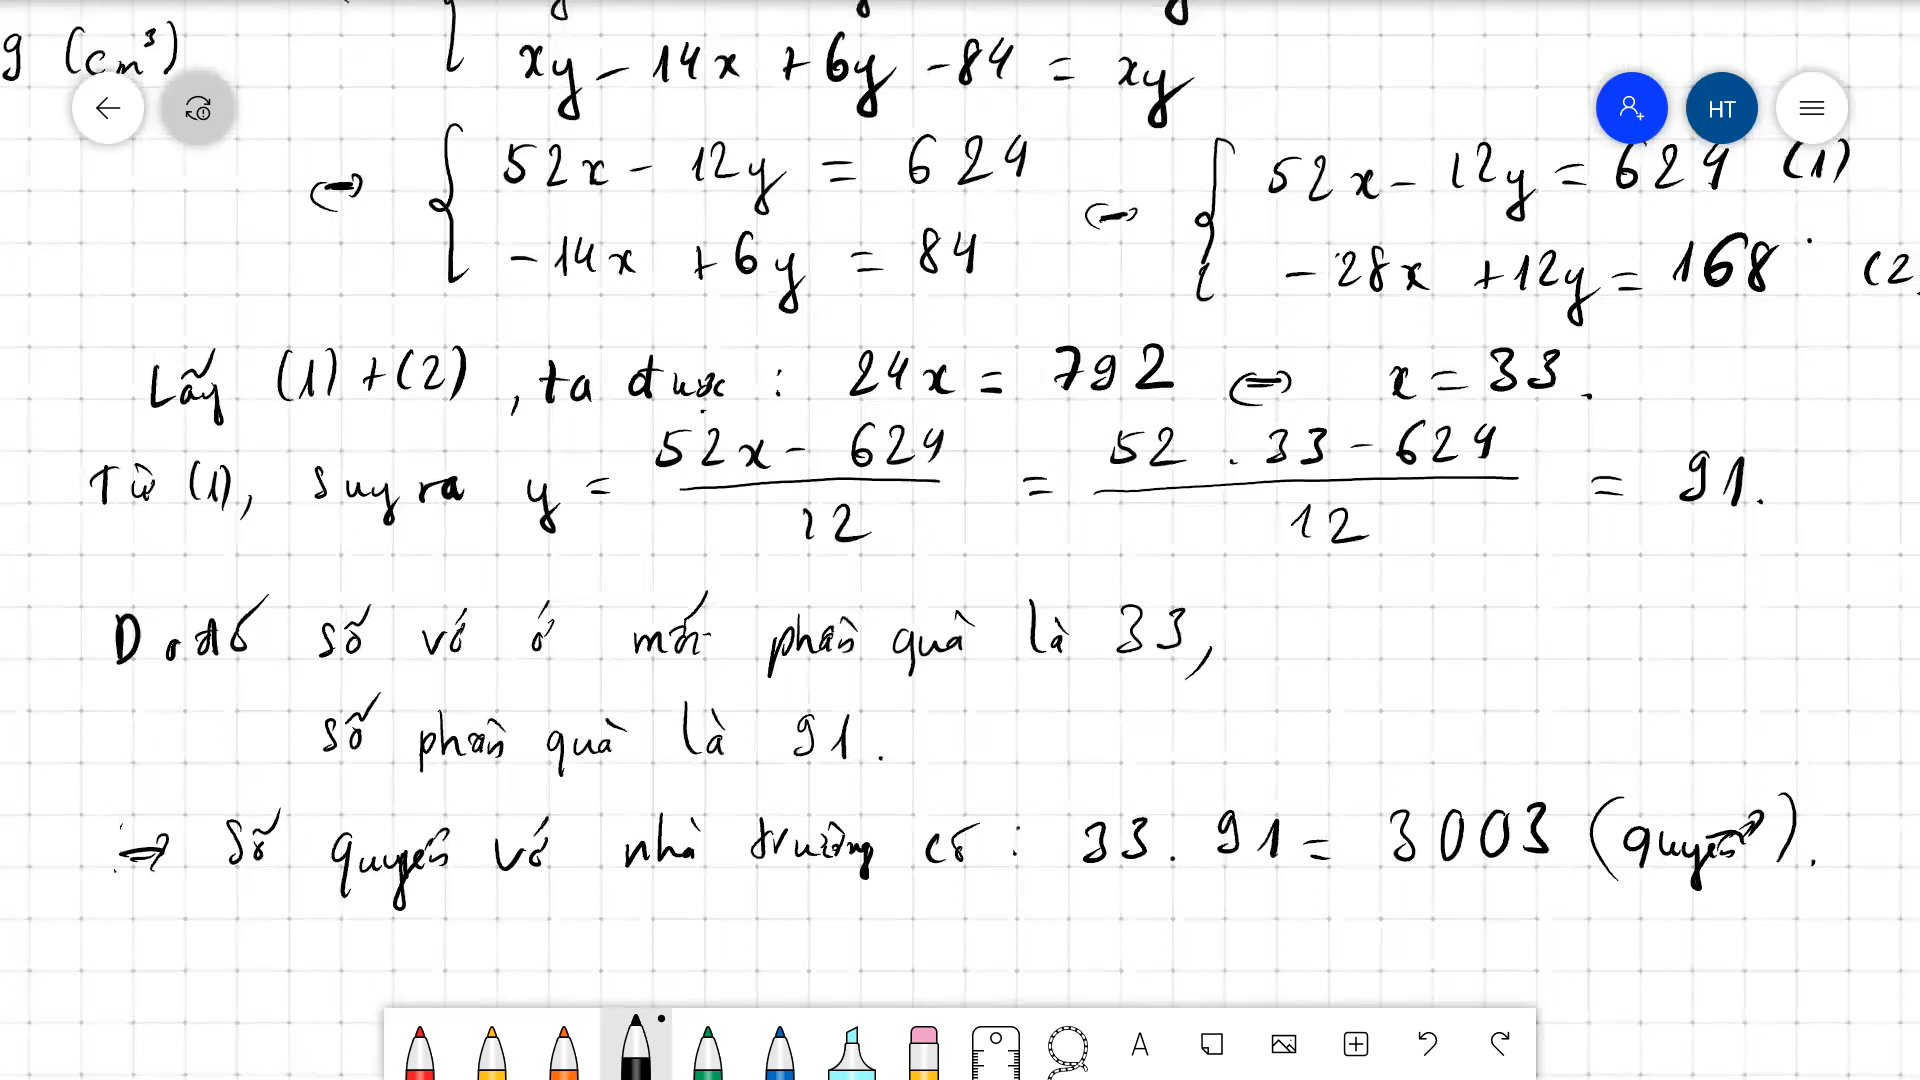 g (cm³)
xy - 14x + 6y - 84 = xy
HT
⇔ { 52x - 12y = 624 ⇔ { 52x - 12y = 624 (1)
-14x + 6y = 84 -28x + 12y = 168 (2
Lấy (1) + (2), ta được : 24x = 792 ⇔ x = 33.
Từ (1), suy ra y = (52x - 624)/12 = (52 . 33 - 624)/12 = 91.
Do đó số vở ở mỗi phần quà là 33,
số phần quà là 91.
⇒ Số quyển vở nhà trường có : 33 . 91 = 3003 (quyển).
A